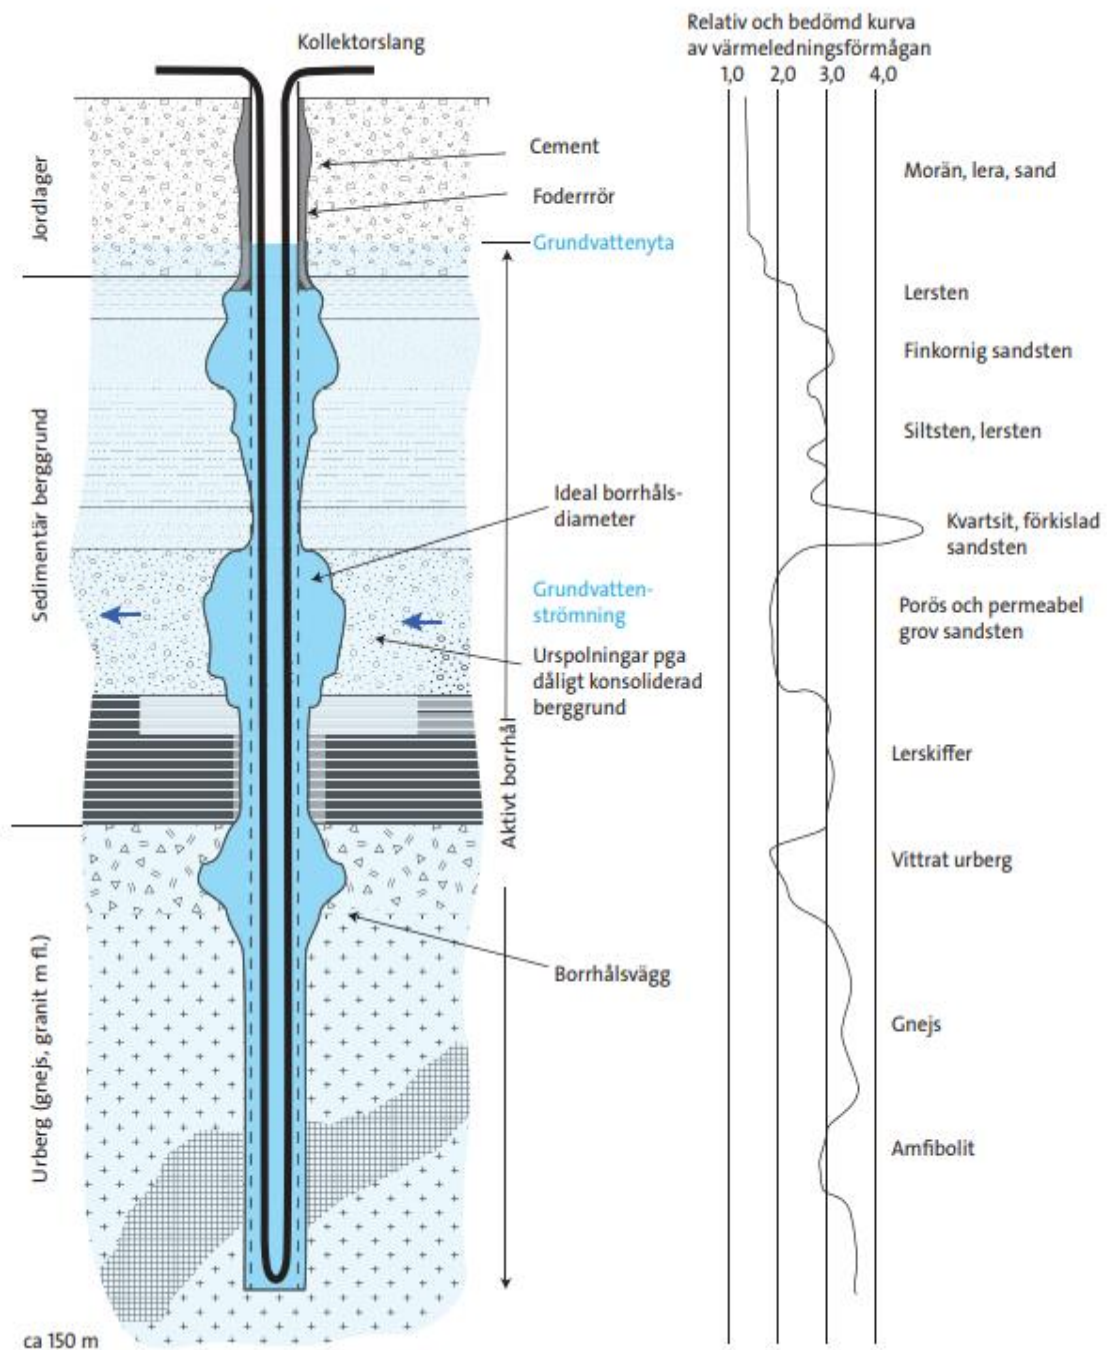 Kollektorslang
Relativ och bedömd kurva
av värmeledningsförmågan
1,0 2,0 3,0 4,0
Jordlager
Cement
Foderrrör
Grundvattenyta
Morän, lera, sand
Lersten
Finkornig sandsten
Siltsten, lersten
Sedimentär berggrund
Ideal borrhåls-
diameter
Kvartsit, förkislad
sandsten
Grundvatten-
strömning
Porös och permeabel
grov sandsten
Urspolningar pga
dåligt konsoliderad
berggrund
Aktivt borrhål
Lerskiffer
Vittrat urberg
Borrhålsvägg
Urberg (gnejs, granit m fl.)
Gnejs
Amfibolit
ca 150 m